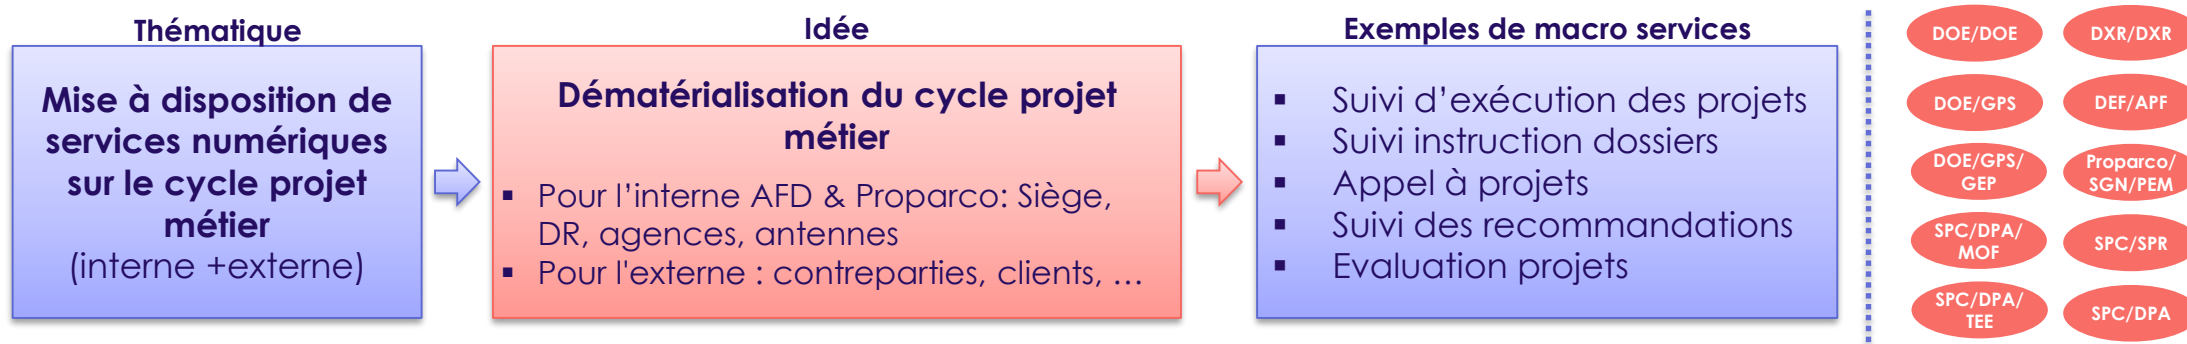 Thématique
Mise à disposition de
services numériques
sur le cycle projet
métier
(interne +externe)
Idée
Dématérialisation du cycle projet
métier
▪ Pour l’interne AFD & Proparco: Siège,
DR, agences, antennes
▪ Pour l'externe : contreparties, clients, …
Exemples de macro services
▪ Suivi d’exécution des projets
▪ Suivi instruction dossiers
▪ Appel à projets
▪ Suivi des recommandations
▪ Evaluation projets
DOE/DOE
DXR/DXR
DOE/GPS
DEF/APF
DOE/GPS/
GEP
Proparco/
SGN/PEM
SPC/DPA/
MOF
SPC/SPR
SPC/DPA/
TEE
SPC/DPA